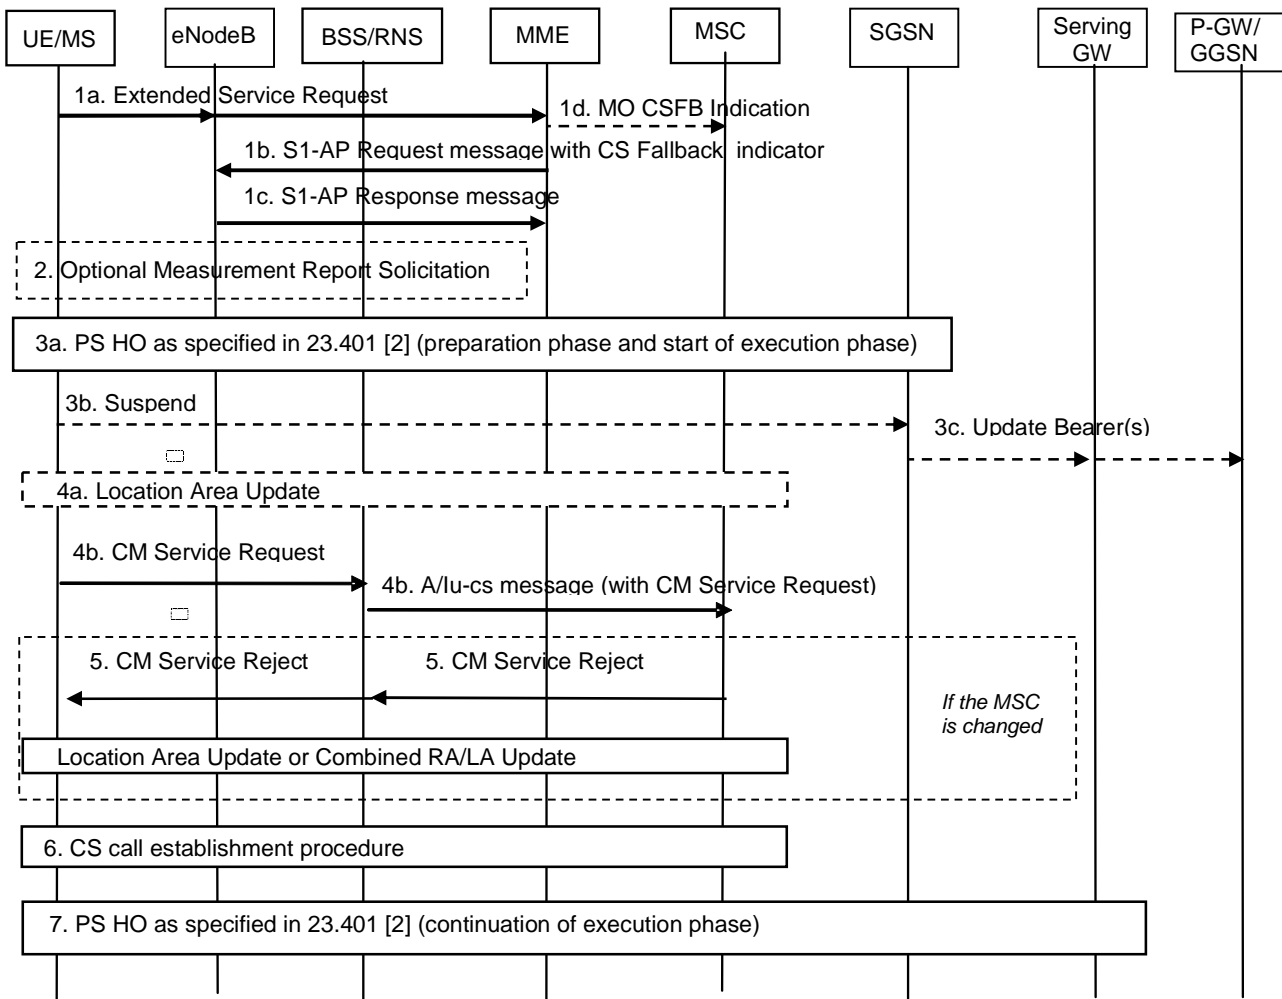 UE/MS
eNodeB
BSS/RNS
MME
MSC
SGSN
Serving
GW
P-GW/
GGSN
1a. Extended Service Request
1d. MO CSFB Indication
1b. S1-AP Request message with CS Fallback indicator
1c. S1-AP Response message
2. Optional Measurement Report Solicitation
3a. PS HO as specified in 23.401 [2] (preparation phase and start of execution phase)
3b. Suspend
3c. Update Bearer(s)
4a. Location Area Update
4b. CM Service Request
4b. A/Iu-cs message (with CM Service Request)
5. CM Service Reject
5. CM Service Reject
If the MSC
is changed
Location Area Update or Combined RA/LA Update
6. CS call establishment procedure
7. PS HO as specified in 23.401 [2] (continuation of execution phase)